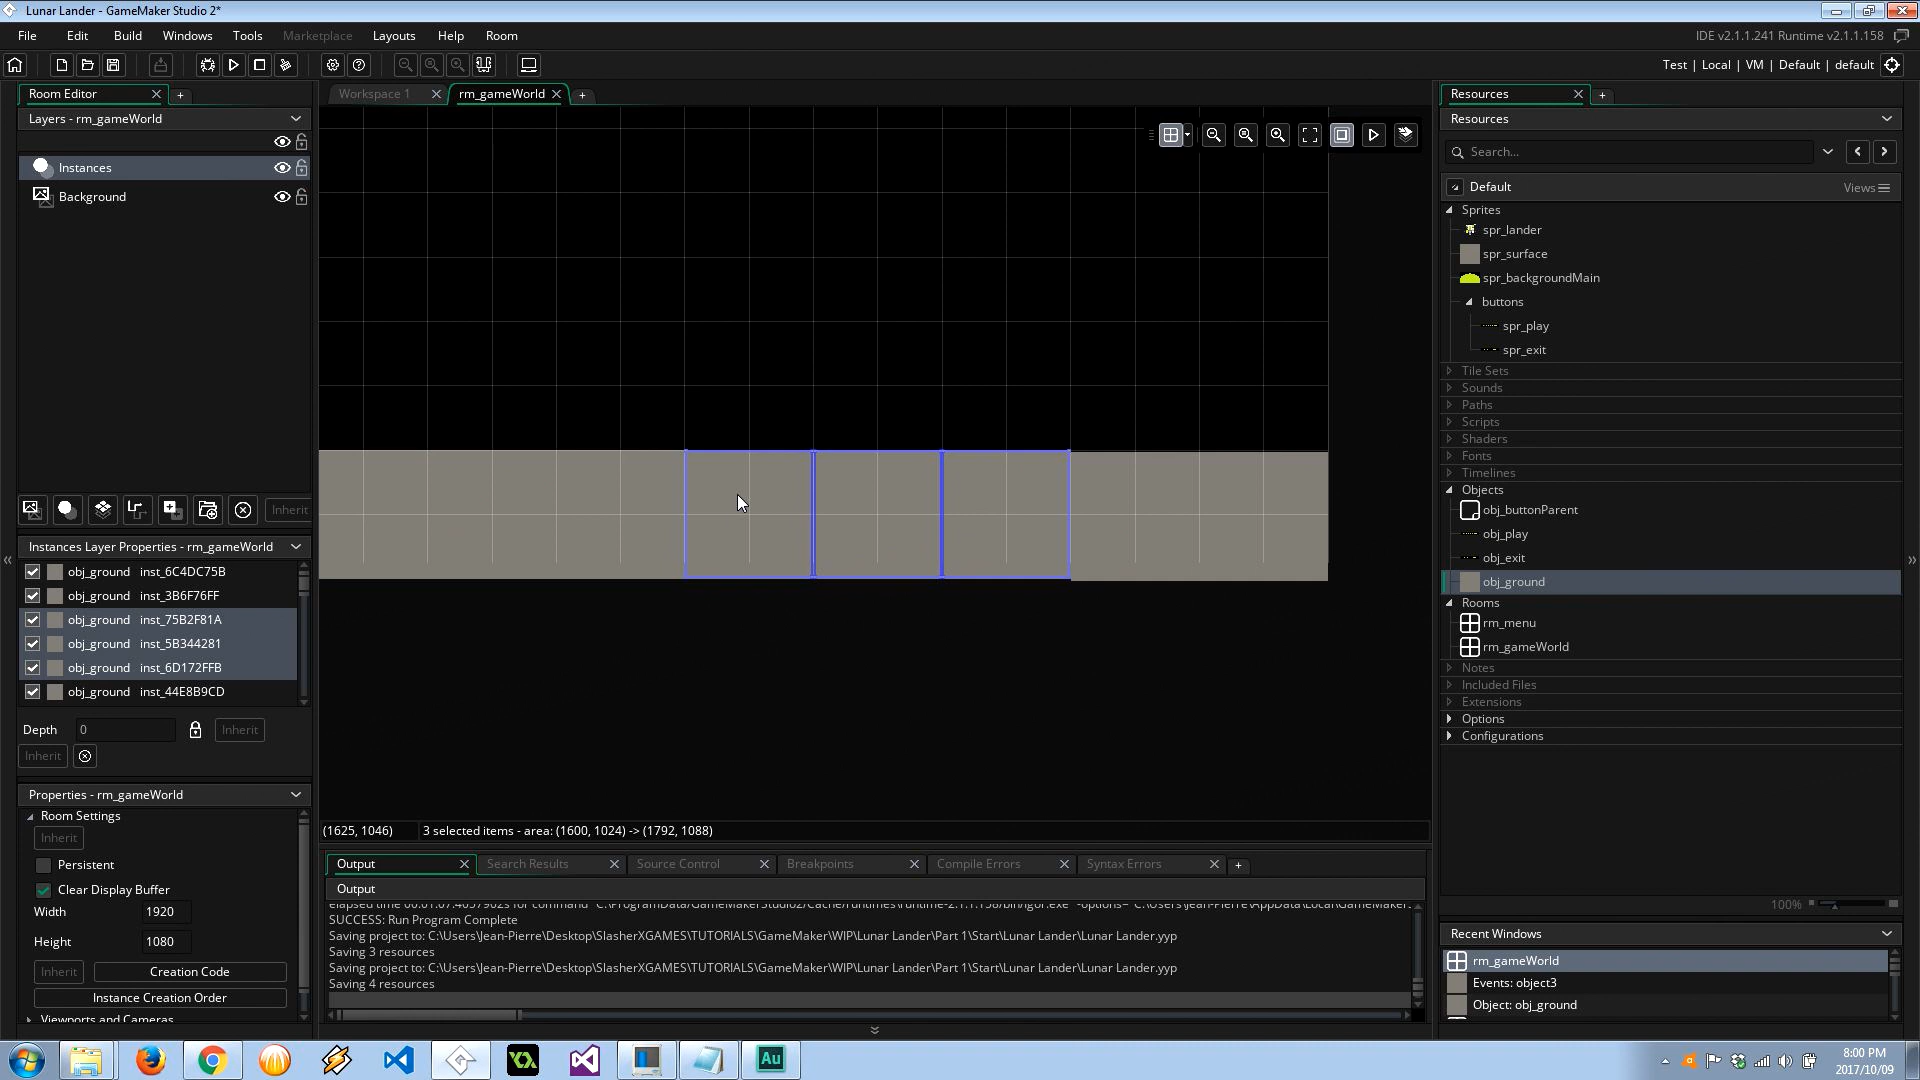 Lunar Lander - GameMaker Studio 2*
File Edit Build Windows Tools Marketplace Layouts Help Room
IDE v2.1.1.241 Runtime v2.1.1.158
Test | Local | VM | Default | default
Room Editor
Layers - rm_gameWorld
Instances
Background
Inherit
Instances Layer Properties - rm_gameWorld
obj_ground inst_6C4DC75B
obj_ground inst_3B6F76FF
obj_ground inst_75B2F81A
obj_ground inst_5B344281
obj_ground inst_6D172FFB
obj_ground inst_44E8B9CD
Depth 0 Inherit
Inherit
Properties - rm_gameWorld
Room Settings
Inherit
Persistent
Clear Display Buffer
Width 1920
Height 1080
Inherit Creation Code
Instance Creation Order
Viewports and Cameras
Workspace 1 rm_gameWorld
(1625, 1046) 3 selected items - area: (1600, 1024) -> (1792, 1088)
Output Search Results Source Control Breakpoints Compile Errors Syntax Errors
Output
SUCCESS: Run Program Complete
Saving project to: C:\Users\Jean-Pierre\Desktop\SlasherXGAMES\TUTORIALS\GameMaker\WIP\Lunar Lander\Part 1\Start\Lunar Lander\Lunar Lander.yyp
Saving 3 resources
Saving project to: C:\Users\Jean-Pierre\Desktop\SlasherXGAMES\TUTORIALS\GameMaker\WIP\Lunar Lander\Part 1\Start\Lunar Lander\Lunar Lander.yyp
Saving 4 resources
Resources
Resources
Search...
Default Views
Sprites
spr_lander
spr_surface
spr_backgroundMain
buttons
spr_play
spr_exit
Tile Sets
Sounds
Paths
Scripts
Shaders
Fonts
Timelines
Objects
obj_buttonParent
obj_play
obj_exit
obj_ground
Rooms
rm_menu
rm_gameWorld
Notes
Included Files
Extensions
Options
Configurations
100%
Recent Windows
rm_gameWorld
Events: object3
Object: obj_ground
Au
8:00 PM
2017/10/09